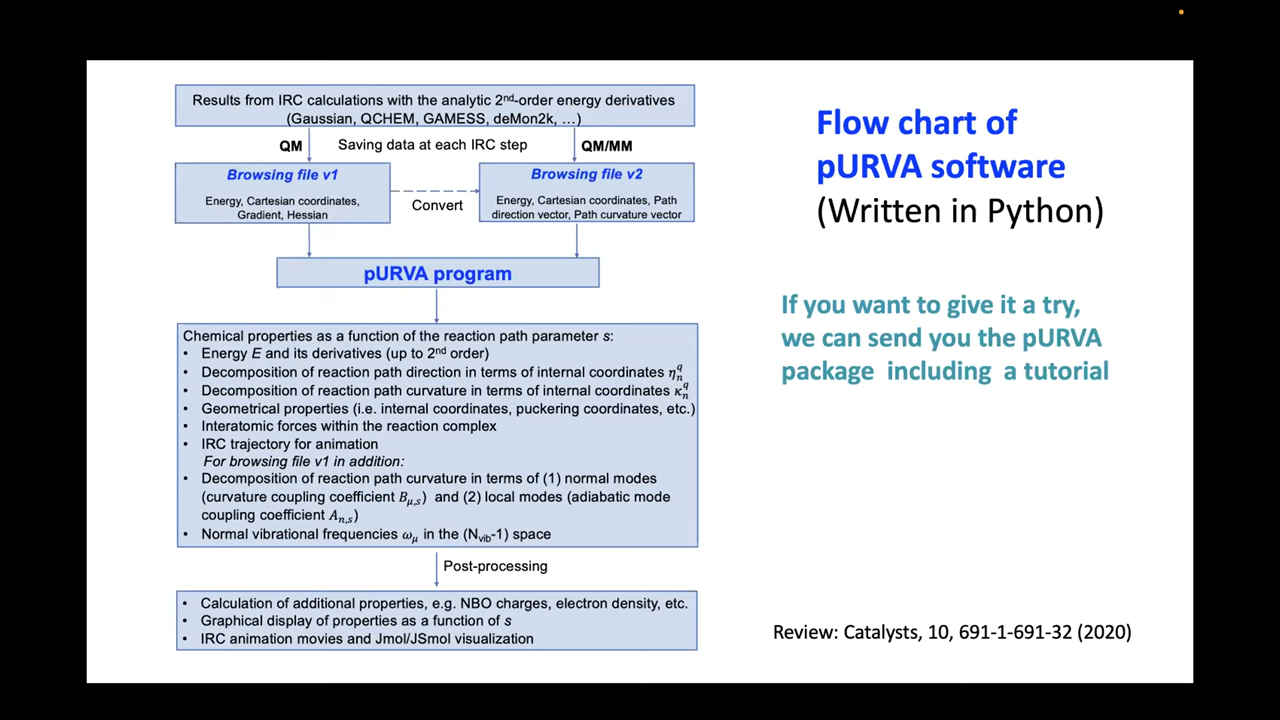 Results from IRC calculations with the analytic 2nd-order energy derivatives
(Gaussian, QCHEM, GAMESS, deMon2k, …)
QM
Saving data at each IRC step
QM/MM
Browsing file v1
Energy, Cartesian coordinates,
Gradient, Hessian
Convert
Browsing file v2
Energy, Cartesian coordinates, Path
direction vector, Path curvature vector
pURVA program
Chemical properties as a function of the reaction path parameter s:
• Energy E and its derivatives (up to 2nd order)
• Decomposition of reaction path direction in terms of internal coordinates η_n^q
• Decomposition of reaction path curvature in terms of internal coordinates κ_n^q
• Geometrical properties (i.e. internal coordinates, puckering coordinates, etc.)
• Interatomic forces within the reaction complex
• IRC trajectory for animation
For browsing file v1 in addition:
• Decomposition of reaction path curvature in terms of (1) normal modes
(curvature coupling coefficient B_μ,s) and (2) local modes (adiabatic mode
coupling coefficient A_n,s)
• Normal vibrational frequencies ω_μ in the (N_vib-1) space
Post-processing
• Calculation of additional properties, e.g. NBO charges, electron density, etc.
• Graphical display of properties as a function of s
• IRC animation movies and Jmol/JSmol visualization
Flow chart of
pURVA software
(Written in Python)
If you want to give it a try,
we can send you the pURVA
package including a tutorial
Review: Catalysts, 10, 691-1-691-32 (2020)